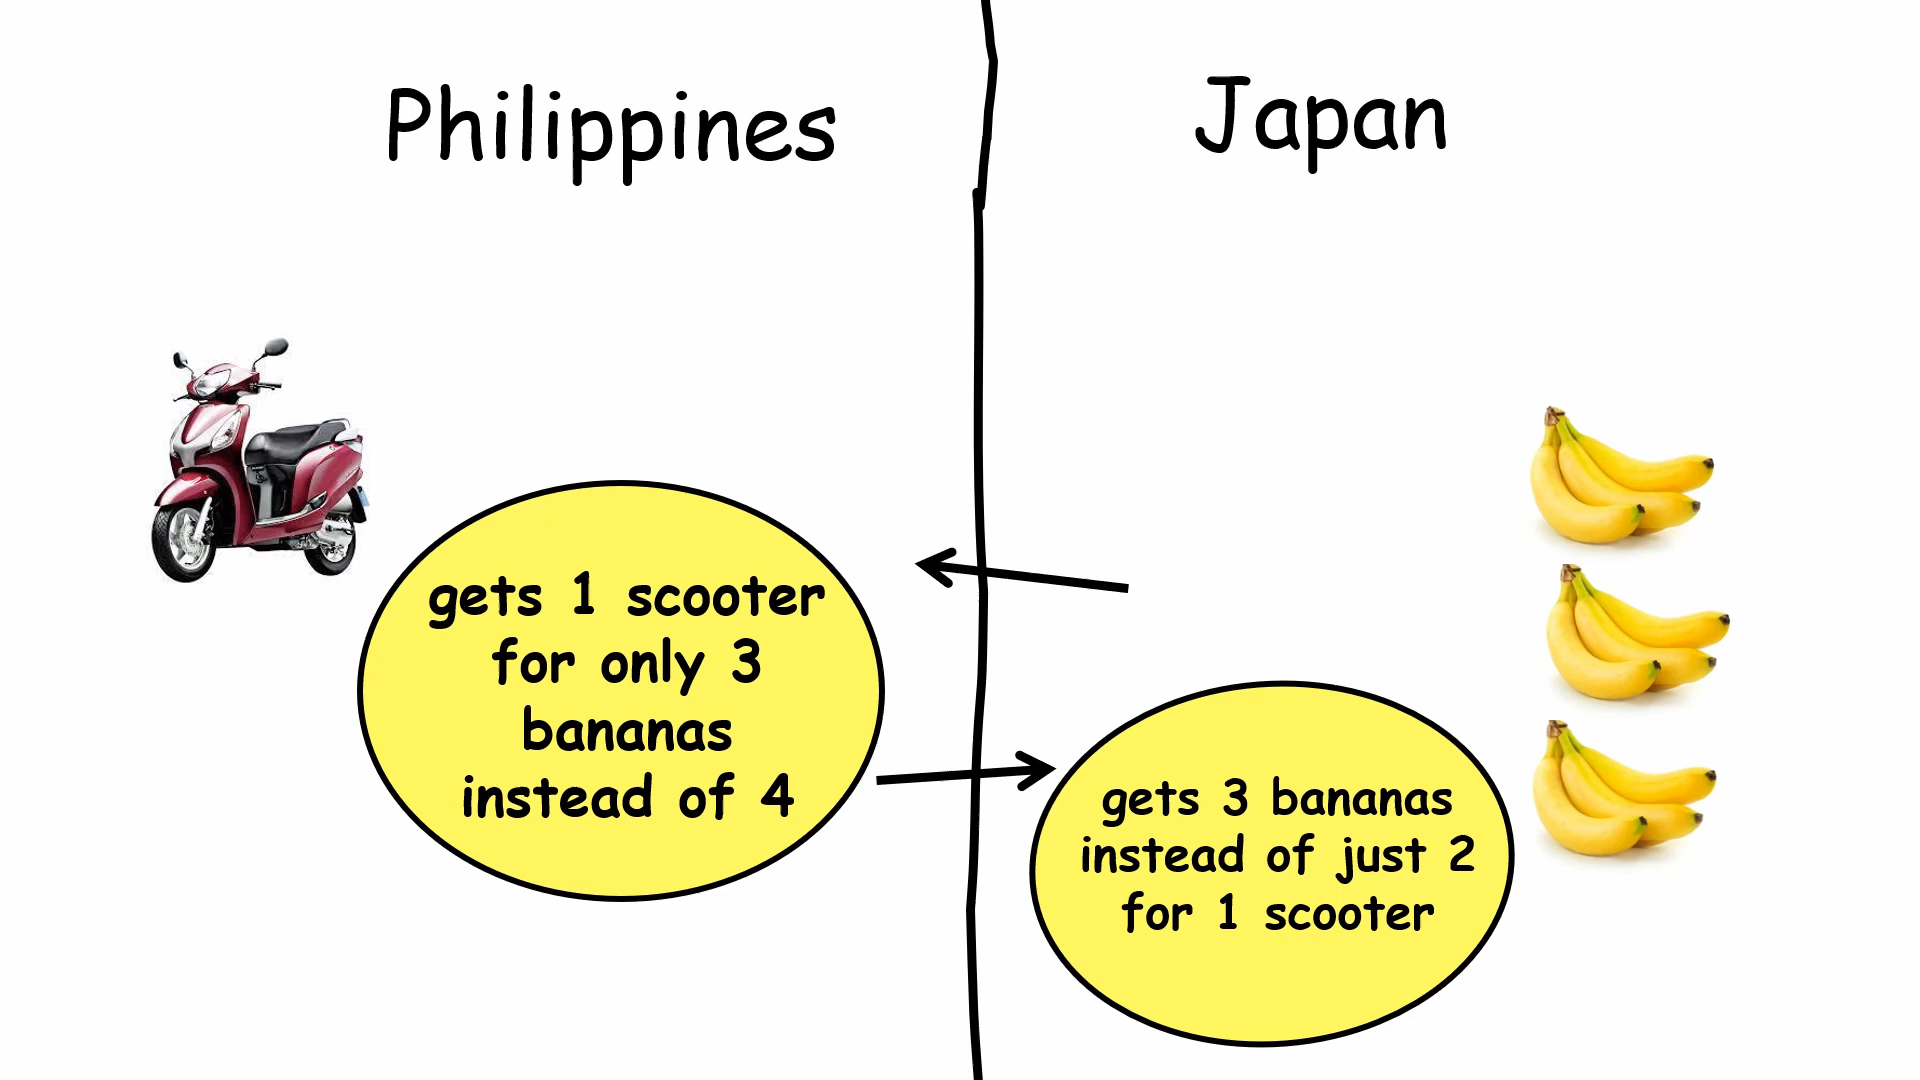 Philippines
Japan
gets 1 scooter
for only 3
bananas
instead of 4
gets 3 bananas
instead of just 2
for 1 scooter